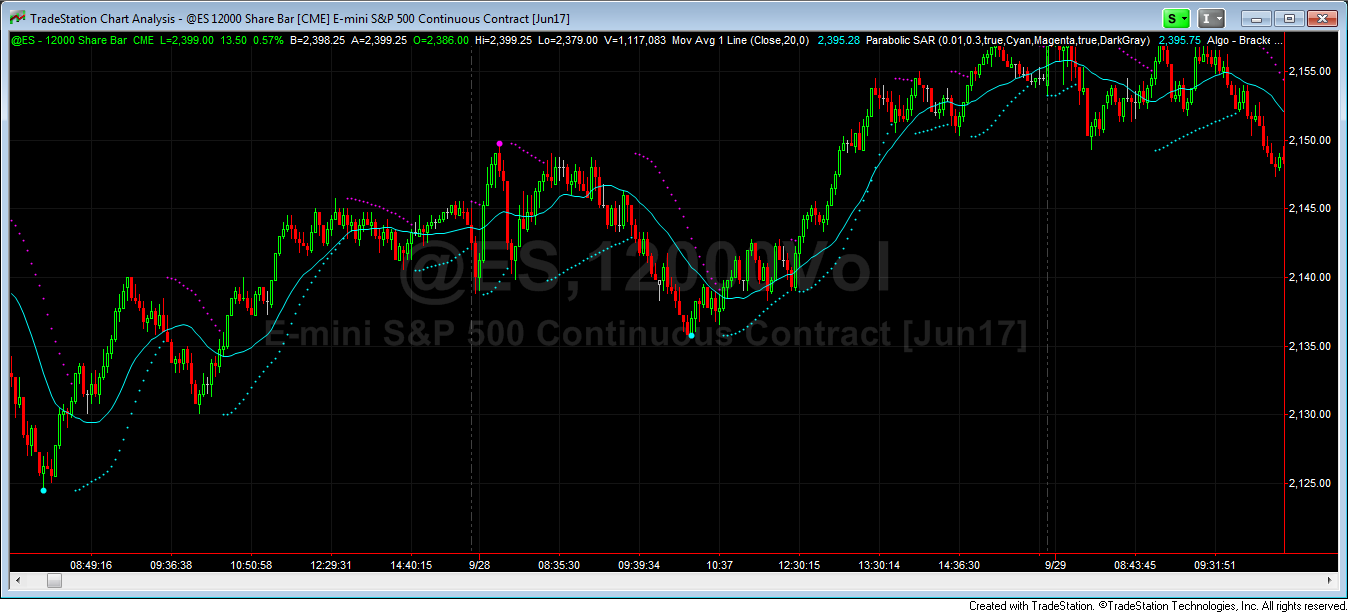 TradeStation Chart Analysis - @ES 12000 Share Bar [CME] E-mini S&P 500 Continuous Contract [Jun17]
S
I
@ES - 12000 Share Bar CME L=2,399.00 13.50 0.57% B=2,398.25 A=2,399.25 O=2,386.00 Hi=2,399.25 Lo=2,379.00 V=1,117,083 Mov Avg 1 Line (Close,20,0) 2,395.28 Parabolic SAR (0.01,0.3,true,Cyan,Magenta,true,DarkGray) 2,395.75 Algo - Bracke ...
2,155.00
2,150.00
2,145.00
@ES,12000 Vol
2,140.00
E-mini S&P 500 Continuous Contract [Jun17]
2,135.00
2,130.00
2,125.00
08:49:16 09:36:38 10:50:58 12:29:31 14:40:15 9/28 08:35:30 09:39:34 10:37 12:30:15 13:30:14 14:36:30 9/29 08:43:45 09:31:51
Created with TradeStation. ©TradeStation Technologies, Inc. All rights reserved.